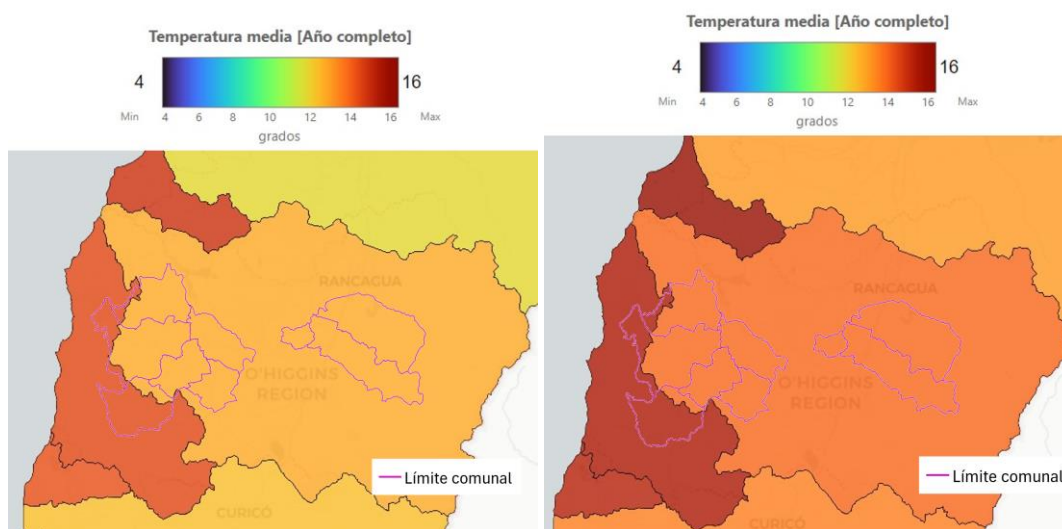 Temperatura media [Año completo]
4
16
Min 4 6 8 10 12 14 16 Max
grados
RANCAGUA
O'HIGGINS
REGION
CURICÓ
Límite comunal
Temperatura media [Año completo]
4
16
Min 4 6 8 10 12 14 16 Max
grados
RANCAGUA
O'HIGGINS
REGION
CURICÓ
Límite comunal